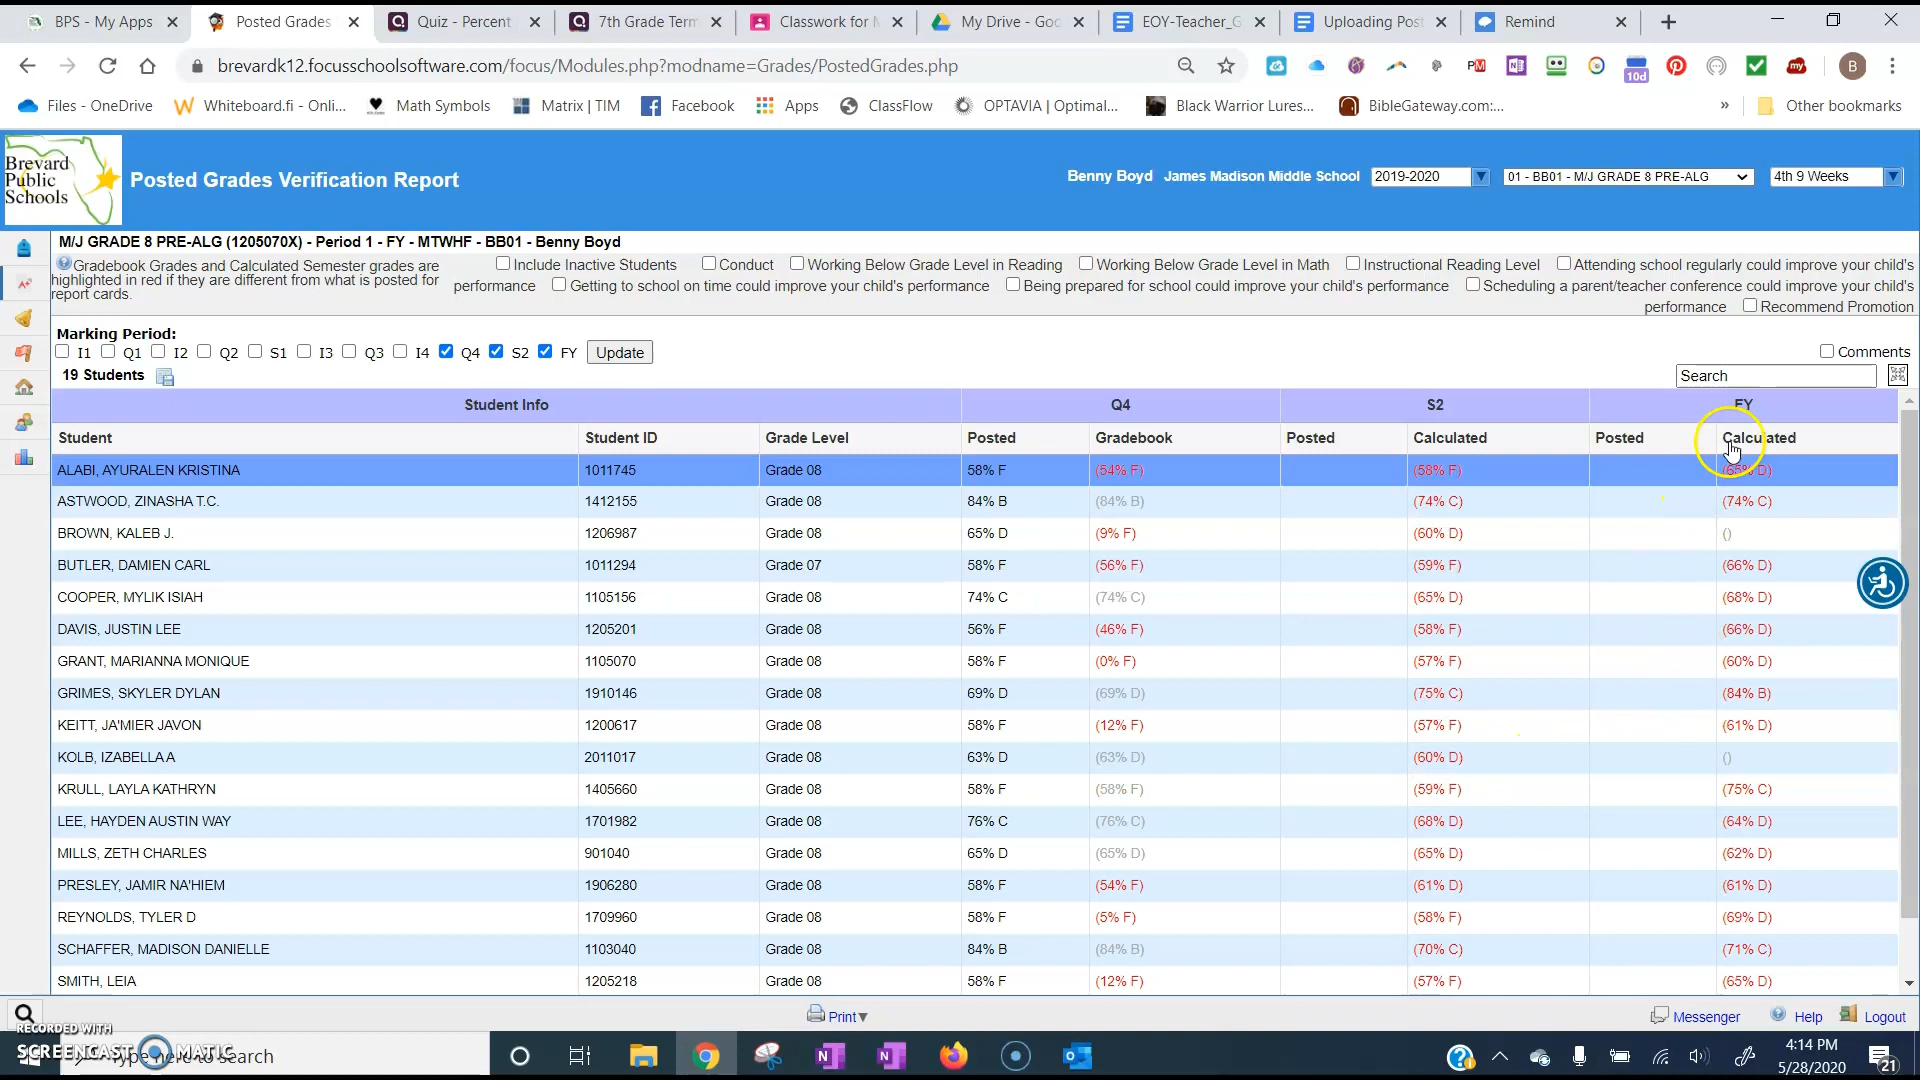 BPS - My Apps
Posted Grades
Quiz - Percent
7th Grade Term
Classwork for
My Drive - Goo
EOY-Teacher_G
Uploading Post
Remind
brevardk12.focusschoolsoftware.com/focus/Modules.php?modname=Grades/PostedGrades.php
10d
B
Files - OneDrive
Whiteboard.fi - Onli...
Math Symbols
Matrix | TIM
Facebook
Apps
ClassFlow
OPTAVIA | Optimal...
Black Warrior Lures...
BibleGateway.com:...
»
Other bookmarks
Brevard
Public
Schools
Posted Grades Verification Report
Benny Boyd James Madison Middle School 2019-2020 01 - BB01 - M/J GRADE 8 PRE-ALG 4th 9 Weeks
M/J GRADE 8 PRE-ALG (1205070X) - Period 1 - FY - MTWHF - BB01 - Benny Boyd
Gradebook Grades and Calculated Semester grades are
highlighted in red if they are different from what is posted for
report cards.
Include Inactive Students Conduct Working Below Grade Level in Reading Working Below Grade Level in Math Instructional Reading Level Attending school regularly could improve your child's
performance Getting to school on time could improve your child's performance Being prepared for school could improve your child's performance Scheduling a parent/teacher conference could improve your child's
performance Recommend Promotion
Marking Period:
I1 Q1 I2 Q2 S1 I3 Q3 I4 Q4 S2 FY Update
Comments
19 Students
Search
Student Info Q4 S2 FY
Student Student ID Grade Level Posted Gradebook Posted Calculated Posted Calculated
ALABI, AYURALEN KRISTINA 1011745 Grade 08 58% F (54% F) (58% F) (65% D)
ASTWOOD, ZINASHA T.C. 1412155 Grade 08 84% B (84% B) (74% C) (74% C)
BROWN, KALEB J. 1206987 Grade 08 65% D (9% F) (60% D) ()
BUTLER, DAMIEN CARL 1011294 Grade 07 58% F (56% F) (59% F) (66% D)
COOPER, MYLIK ISIAH 1105156 Grade 08 74% C (74% C) (65% D) (68% D)
DAVIS, JUSTIN LEE 1205201 Grade 08 56% F (46% F) (58% F) (66% D)
GRANT, MARIANNA MONIQUE 1105070 Grade 08 58% F (0% F) (57% F) (60% D)
GRIMES, SKYLER DYLAN 1910146 Grade 08 69% D (69% D) (75% C) (84% B)
KEITT, JA'MIER JAVON 1200617 Grade 08 58% F (12% F) (57% F) (61% D)
KOLB, IZABELLA A 2011017 Grade 08 63% D (63% D) (60% D) ()
KRULL, LAYLA KATHRYN 1405660 Grade 08 58% F (58% F) (59% F) (75% C)
LEE, HAYDEN AUSTIN WAY 1701982 Grade 08 76% C (76% C) (68% D) (64% D)
MILLS, ZETH CHARLES 901040 Grade 08 65% D (65% D) (65% D) (62% D)
PRESLEY, JAMIR NA'HIEM 1906280 Grade 08 58% F (54% F) (61% D) (61% D)
REYNOLDS, TYLER D 1709960 Grade 08 58% F (5% F) (58% F) (69% D)
SCHAFFER, MADISON DANIELLE 1103040 Grade 08 84% B (84% B) (70% C) (71% C)
SMITH, LEIA 1205218 Grade 08 58% F (12% F) (57% F) (65% D)
Print
Messenger Help Logout
RECORDED WITH
SCREENCAST MATIC
Type here to search
4:14 PM
5/28/2020
21